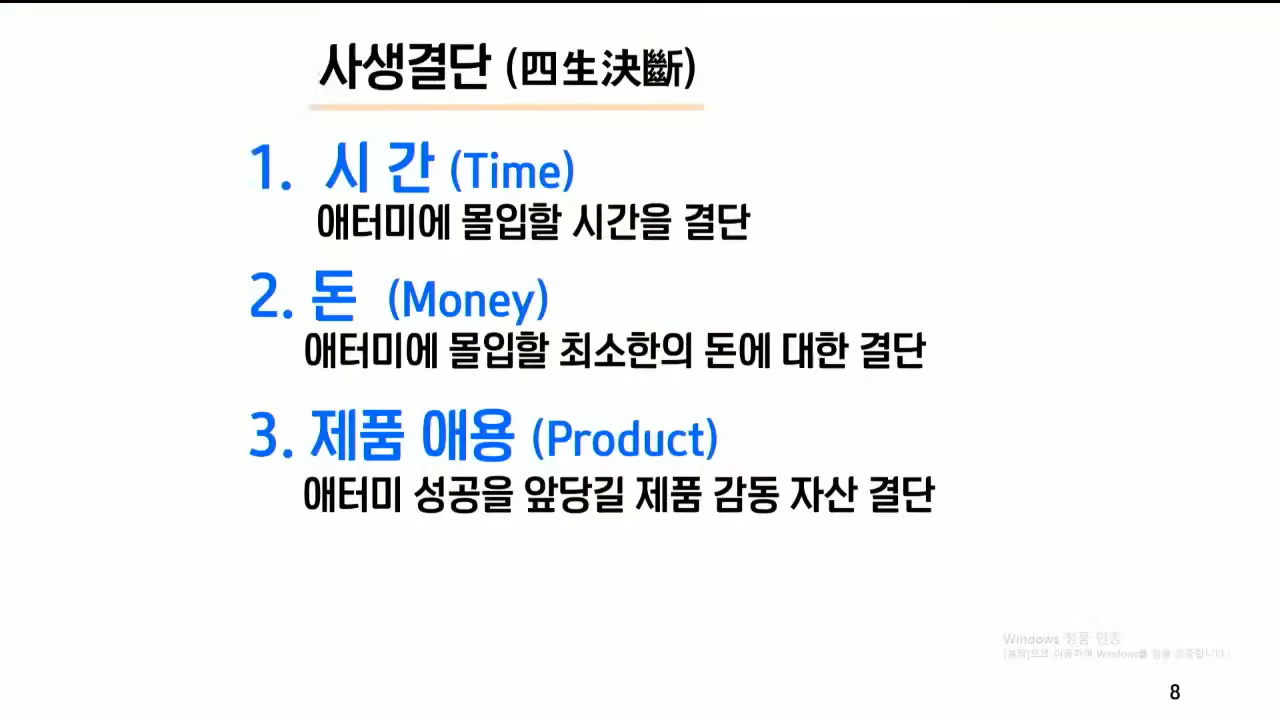 사생결단 (四生決斷)
1. 시 간 (Time)
애터미에 몰입할 시간을 결단
2. 돈 (Money)
애터미에 몰입할 최소한의 돈에 대한 결단
3. 제품 애용 (Product)
애터미 성공을 앞당길 제품 감동 자산 결단
Windows 정품 인증
[설정]으로 이동하여 Windows를 정품 인증합니다.
8